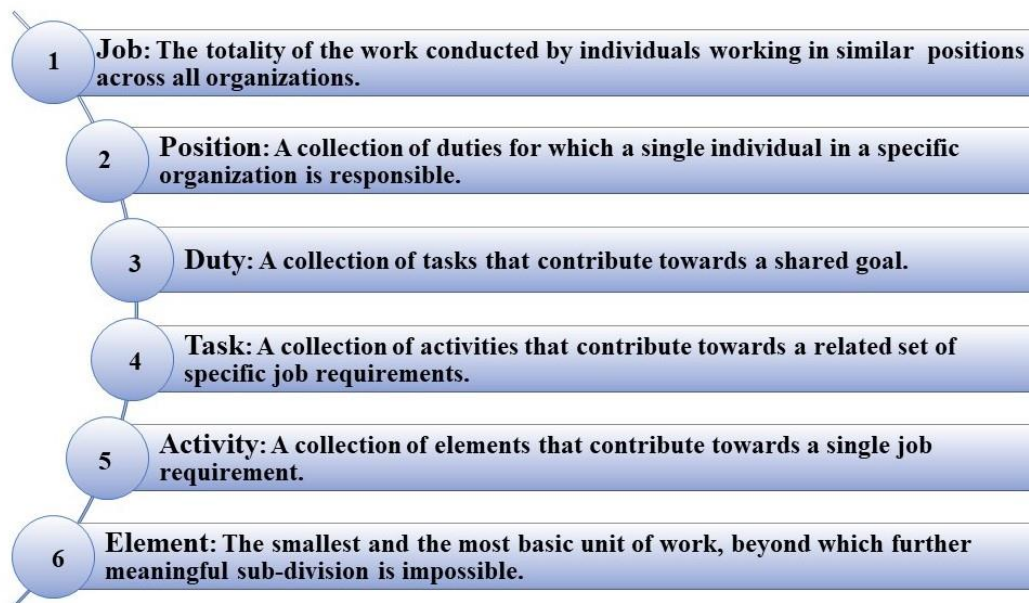 1
Job: The totality of the work conducted by individuals working in similar positions
across all organizations.
2
Position: A collection of duties for which a single individual in a specific
organization is responsible.
3
Duty: A collection of tasks that contribute towards a shared goal.
4
Task: A collection of activities that contribute towards a related set of
specific job requirements.
5
Activity: A collection of elements that contribute towards a single job
requirement.
6
Element: The smallest and the most basic unit of work, beyond which further
meaningful sub-division is impossible.